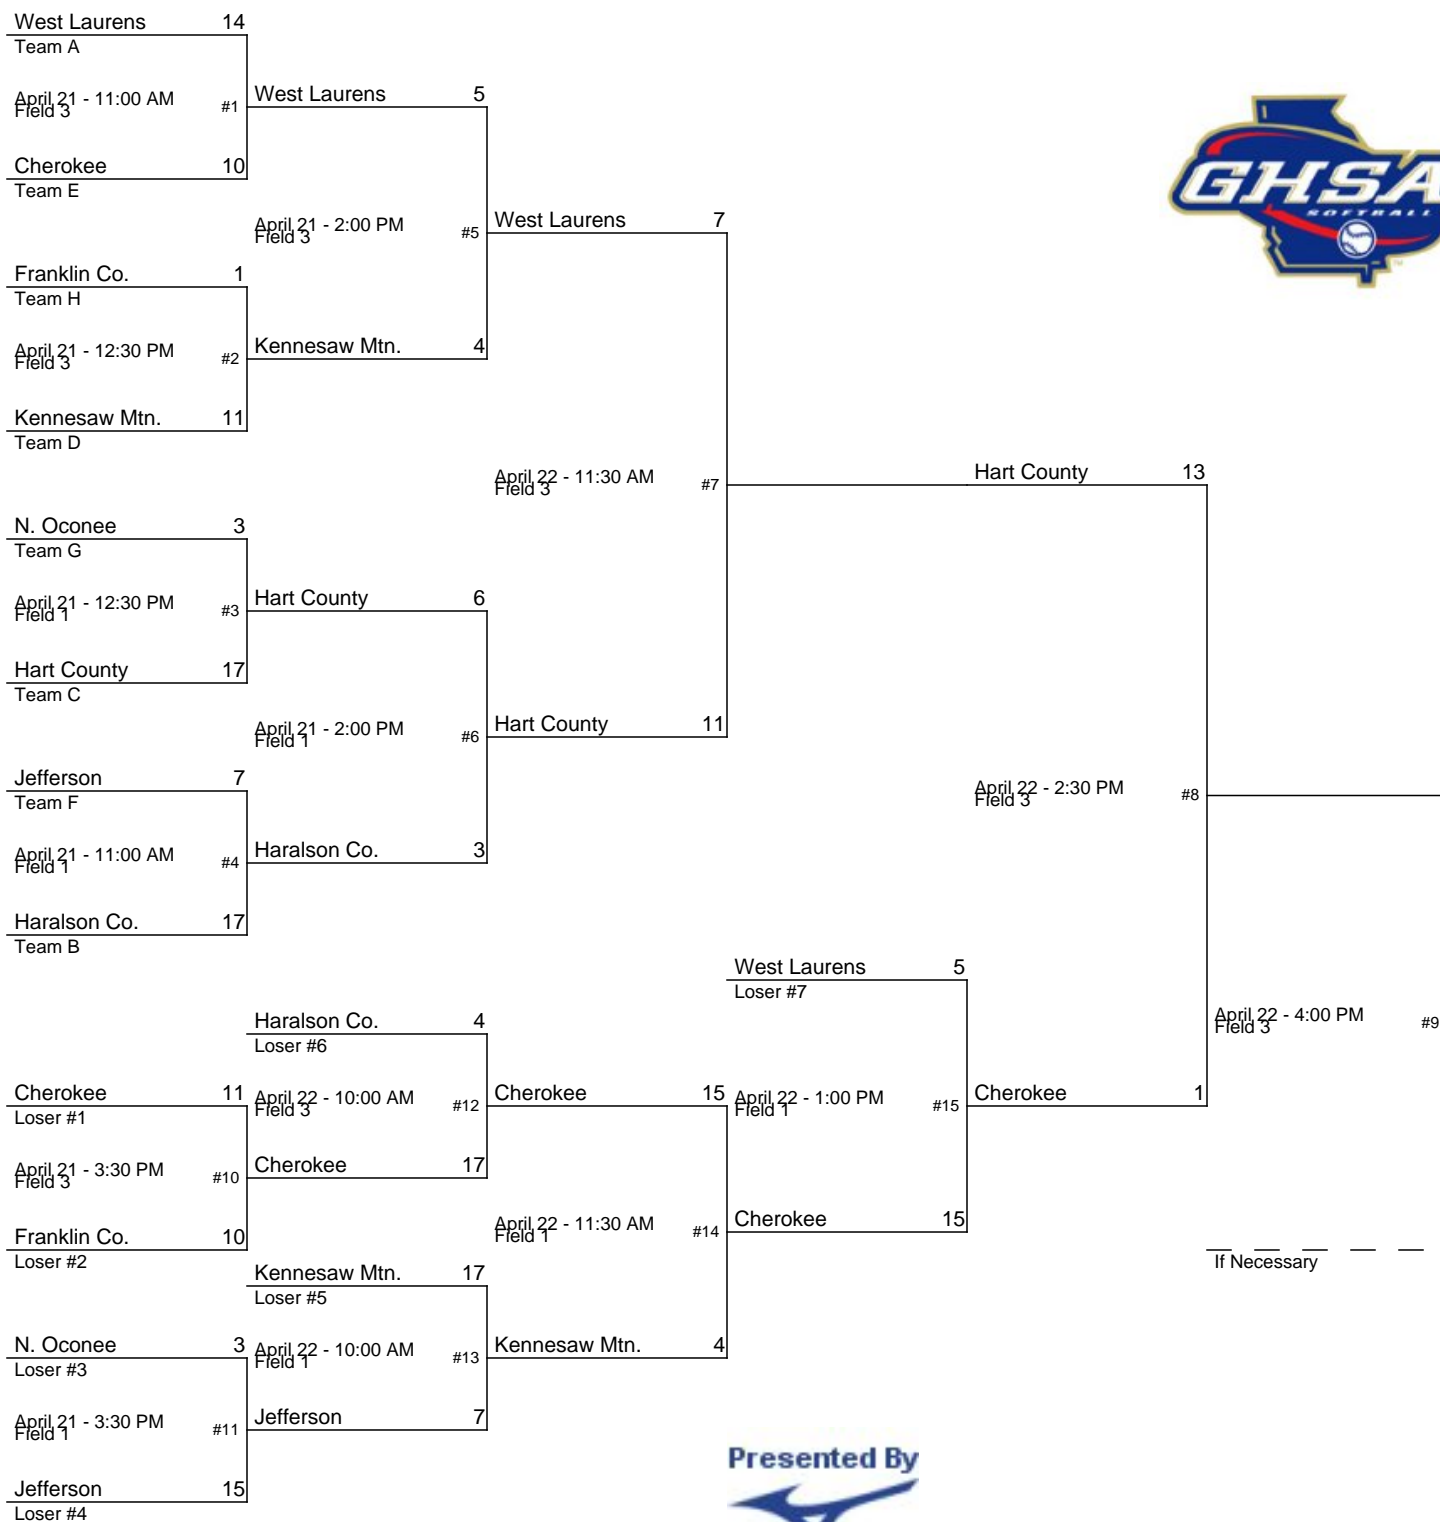 West Laurens 14
Team A
April 21 - 11:00 AM
Field 3
#1
Cherokee 10
Team E
Franklin Co. 1
Team H
April 21 - 12:30 PM
Field 3
#2
Kennesaw Mtn. 11
Team D
N. Oconee 3
Team G
April 21 - 12:30 PM
Field 1
#3
Hart County 17
Team C
Jefferson 7
Team F
April 21 - 11:00 AM
Field 1
#4
Haralson Co. 17
Team B
West Laurens 5
April 21 - 2:00 PM
Field 3
#5
Kennesaw Mtn. 4
Hart County 6
April 21 - 2:00 PM
Field 1
#6
Haralson Co. 3
West Laurens 7
April 22 - 11:30 AM
Field 3
#7
Hart County 11
Hart County 13
April 22 - 2:30 PM
Field 3
#8
Cherokee 1
April 22 - 4:00 PM
Field 3
#9
If Necessary
Cherokee 11
Loser #1
April 21 - 3:30 PM
Field 3
#10
Franklin Co. 10
Loser #2
N. Oconee 3
Loser #3
April 21 - 3:30 PM
Field 1
#11
Jefferson 15
Loser #4
Haralson Co. 4
Loser #6
April 22 - 10:00 AM
Field 3
#12
Cherokee 17
Kennesaw Mtn. 17
Loser #5
April 22 - 10:00 AM
Field 1
#13
Jefferson 7
Cherokee 15
April 22 - 11:30 AM
Field 1
#14
Kennesaw Mtn. 4
West Laurens 5
Loser #7
April 22 - 1:00 PM
Field 1
#15
Cherokee 15
GHSA
SOFTBALL
TM
Presented By